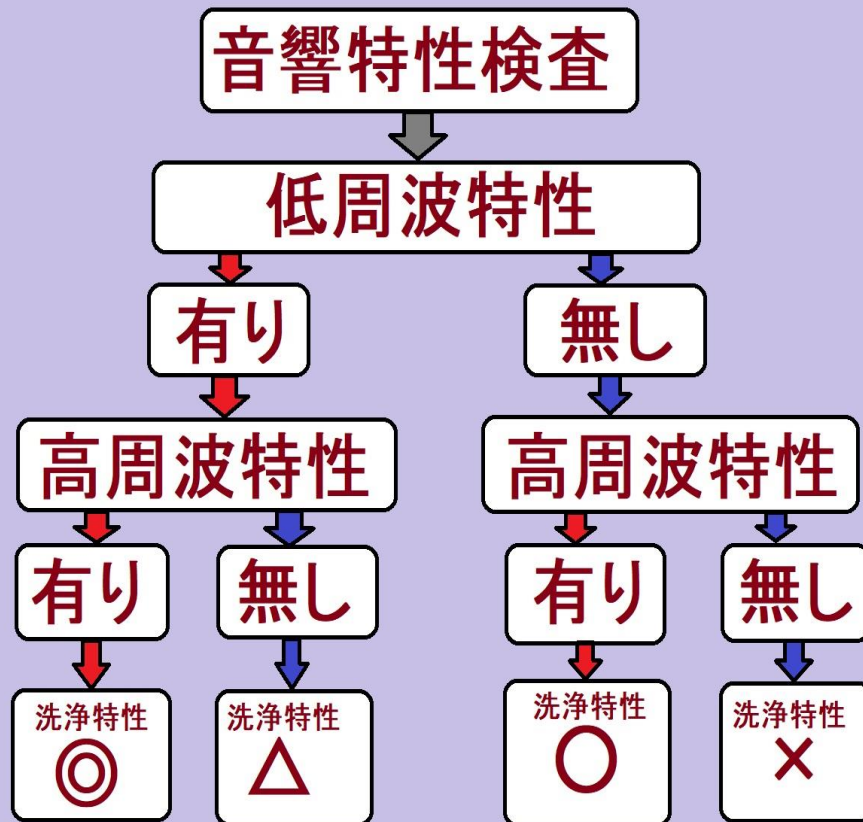 音響特性検査
低周波特性
有り
無し
高周波特性
高周波特性
有り
無し
有り
無し
洗浄特性
◎
洗浄特性
△
洗浄特性
○
洗浄特性
×